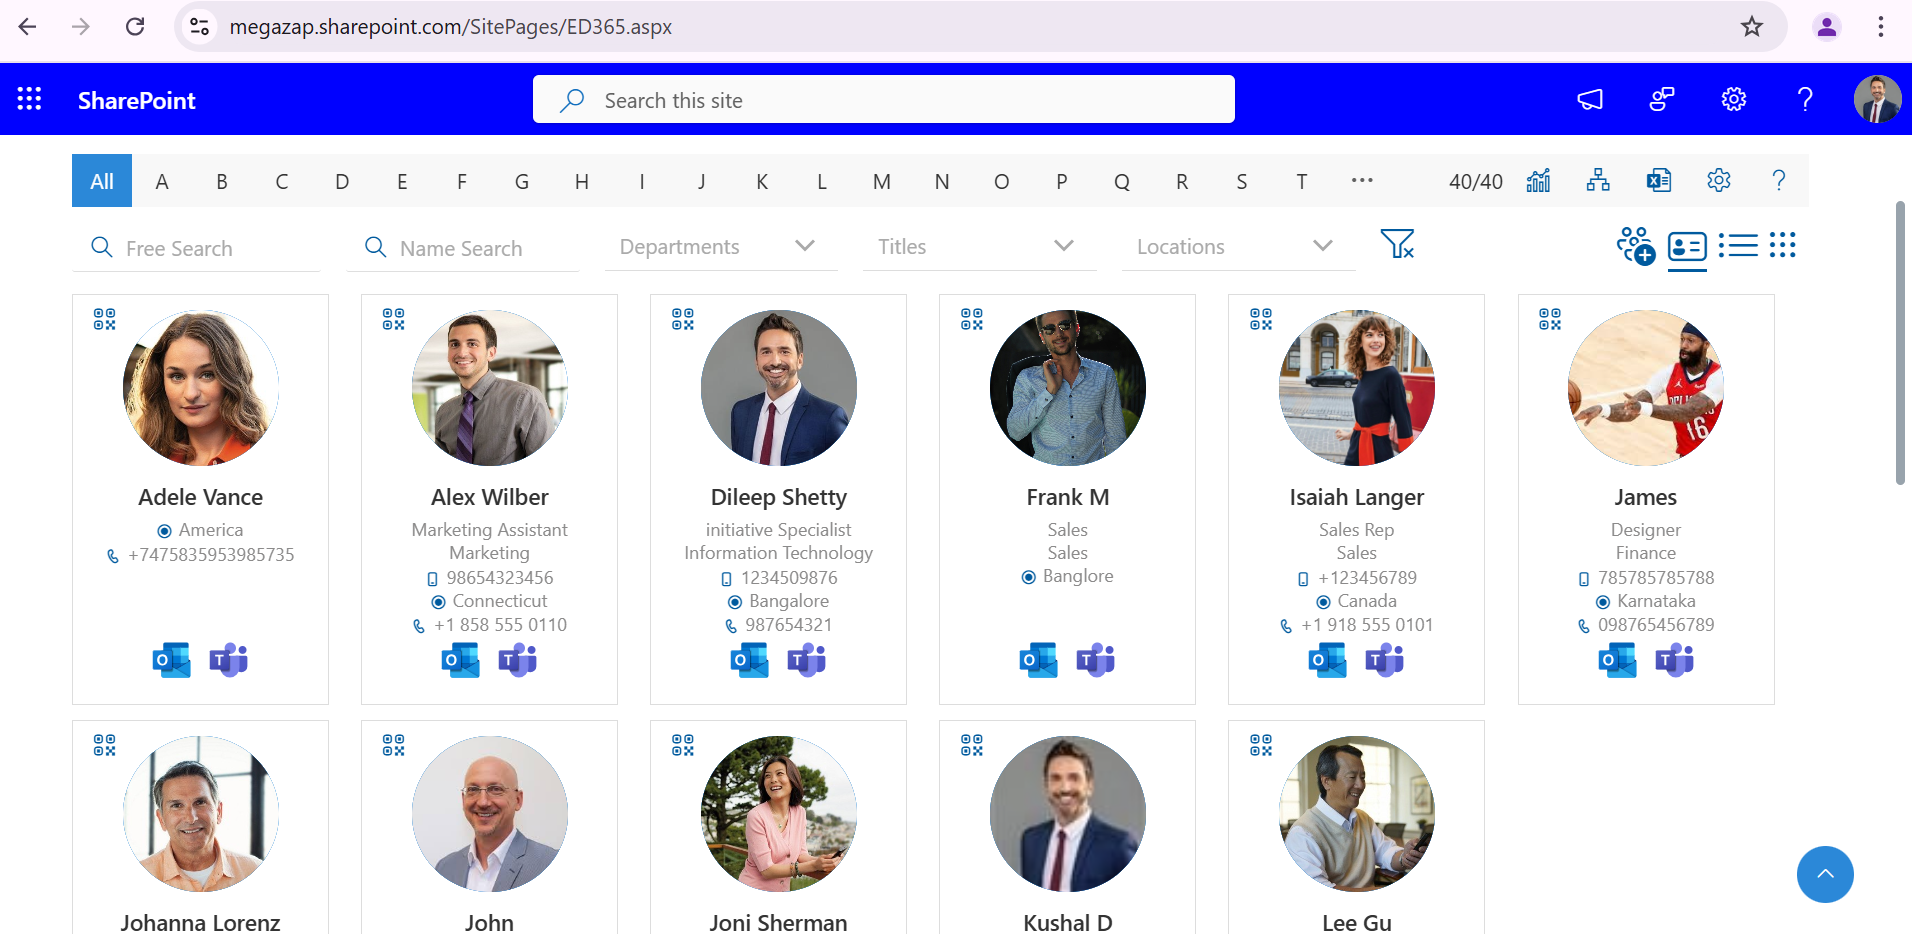 megazap.sharepoint.com/SitePages/ED365.aspx
SharePoint
Search this site
All A B C D E F G H I J K L M N O P Q R S T ... 40/40
Free Search Name Search Departments Titles Locations
Adele Vance
America
+7475835953985735
Alex Wilber
Marketing Assistant
Marketing
98654323456
Connecticut
+1 858 555 0110
Dileep Shetty
initiative Specialist
Information Technology
1234509876
Bangalore
987654321
Frank M
Sales
Sales
Banglore
Isaiah Langer
Sales Rep
Sales
+123456789
Canada
+1 918 555 0101
James
Designer
Finance
785785785788
Karnataka
098765456789
Johanna Lorenz
John
Joni Sherman
Kushal D
Lee Gu